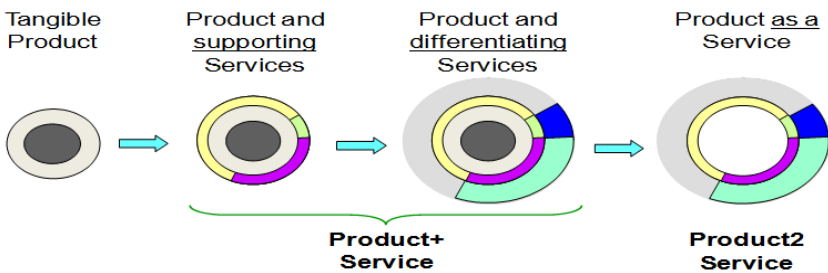 Tangible
Product
Product and
supporting
Services
Product and
differentiating
Services
Product as a
Service
Product+
Service
Product2
Service